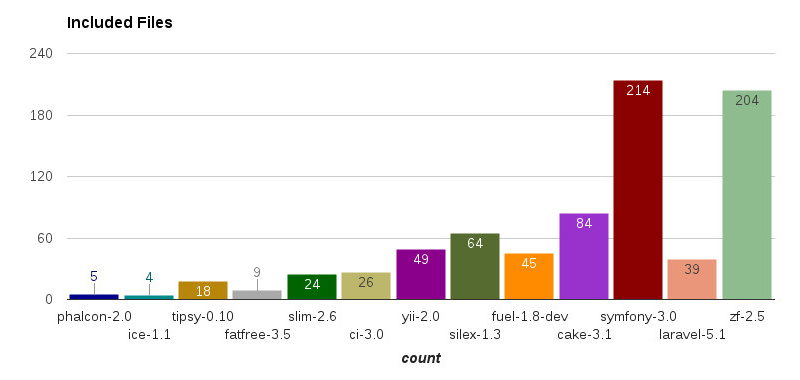 Included Files
240
180
120
60
0
5
4
18
9
24
26
49
64
45
84
214
39
204
phalcon-2.0
ice-1.1
tipsy-0.10
fatfree-3.5
slim-2.6
ci-3.0
yii-2.0
silex-1.3
fuel-1.8-dev
cake-3.1
symfony-3.0
laravel-5.1
zf-2.5
count